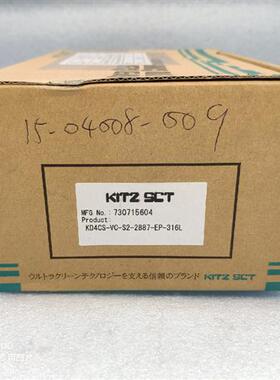 15-04008-009
KITZ SCT
MFG No. : 730715604
Product:
KD4CS-VC-S2-2887-EP-316L
ウルトラクリーンテクノロジーを支える信頼のブランド KITZ SCT